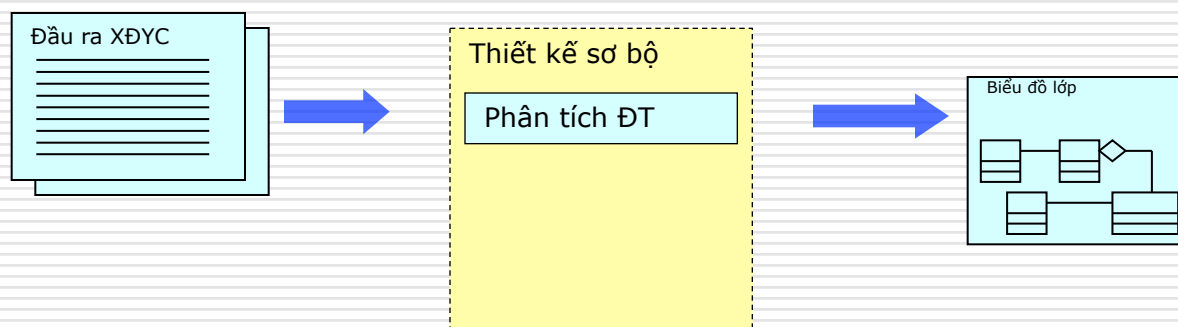 Đầu ra XĐYC
Thiết kế sơ bộ
Phân tích ĐT
Biểu đồ lớp